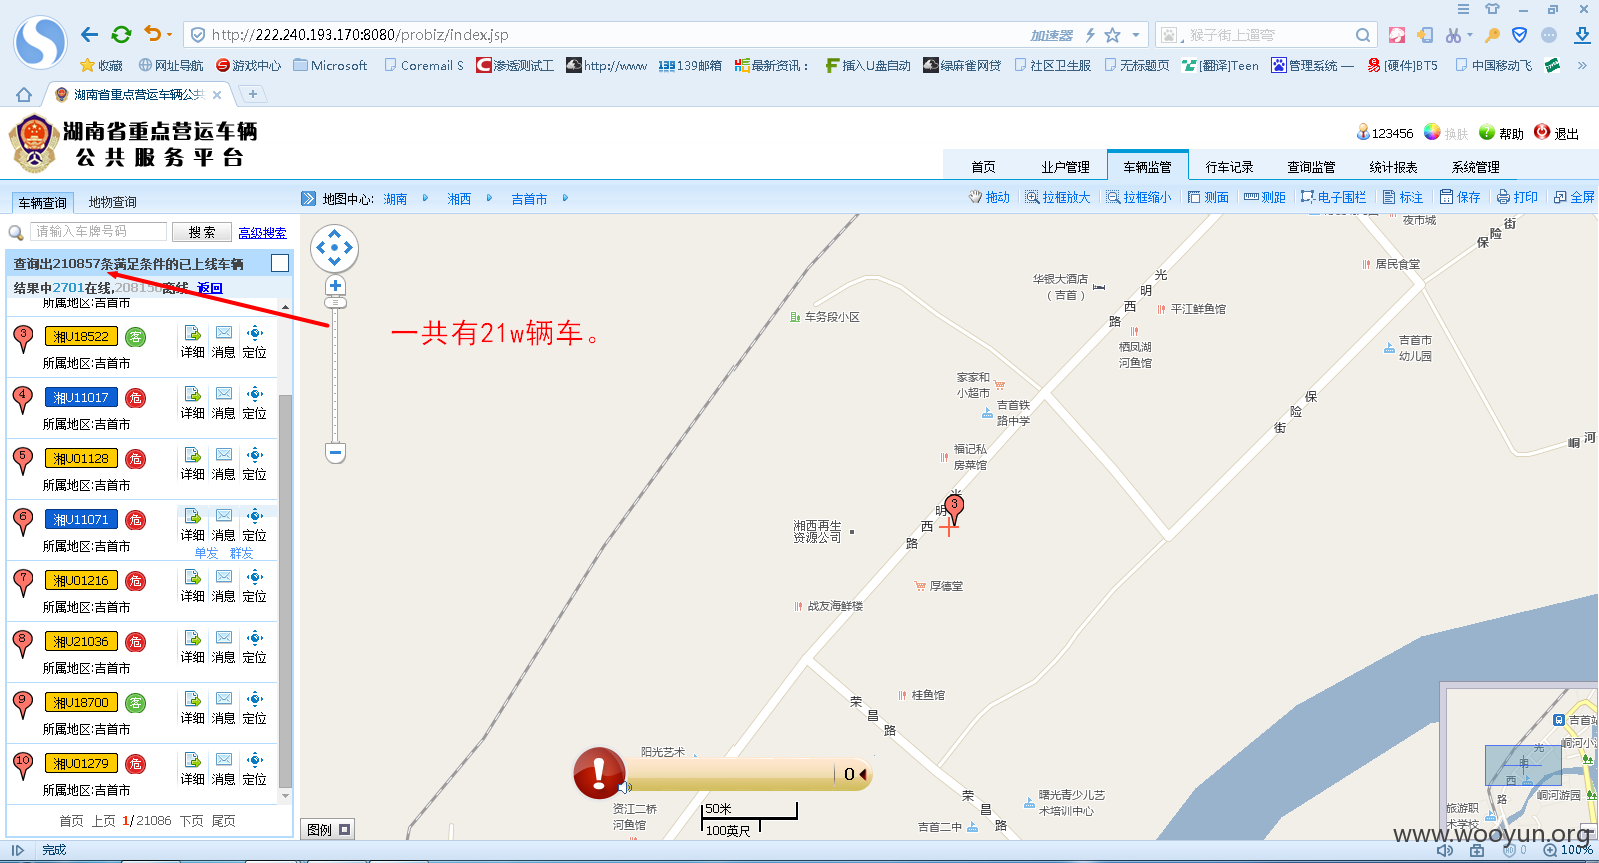 http://222.240.193.170:8080/probiz/index.jsp
加速器
猴子街上遛弯
收藏 网址导航 游戏中心 Microsoft Coremail S 渗透测试工 http://www 139邮箱 最新资讯： 插入U盘自动 绿麻雀网贷 社区卫生服 无标题页 [翻译]Teen 管理系统 — [硬件]BT5 中国移动飞
湖南省重点营运车辆公共
湖南省重点营运车辆
公共服务平台
123456 换肤 帮助 退出
首页 业户管理 车辆监管 行车记录 查询监管 统计报表 系统管理
车辆查询 地物查询
地图中心: 湖南 湘西 吉首市
拖动 拉框放大 拉框缩小 测面 测距 电子围栏 标注 保存 打印 全屏
请输入车牌号码 搜索 高级搜索
查询出210857条满足条件的已上线车辆
结果中2701在线,208156离线 返回
所属地区:吉首市
3 湘U18522 客 详细 消息 定位
所属地区:吉首市
4 湘U11017 危 详细 消息 定位
所属地区:吉首市
5 湘U01128 危 详细 消息 定位
所属地区:吉首市
6 湘U11071 危 详细 消息 定位
所属地区:吉首市
单发 群发
7 湘U01216 危 详细 消息 定位
所属地区:吉首市
8 湘U21036 危 详细 消息 定位
所属地区:吉首市
9 湘U18700 客 详细 消息 定位
所属地区:吉首市
10 湘U01279 危 详细 消息 定位
所属地区:吉首市
首页 上页 1/21086 下页 尾页
一共有21w辆车。
夜市城
保险街
居民食堂
华银大酒店
（吉首）
光明西路
平江鲜鱼馆
车务段小区
栖凤湖
河鱼馆
吉首市
幼儿园
家家和
小超市
吉首铁
路中学
保险街
峒河
福记私
房菜馆
3
光明西路
湘西再生
资源公司
厚德堂
战友海鲜楼
桂鱼馆
荣昌路
阳光艺术
0
资江二桥
河鱼馆
50米
100英尺
荣昌路
曙光青少儿艺
术培训中心
吉首二中
图例
吉首站
峒河小
光明西路
峒河游园
旅游职
术学校
www.wooyun.org
完成
0
100%